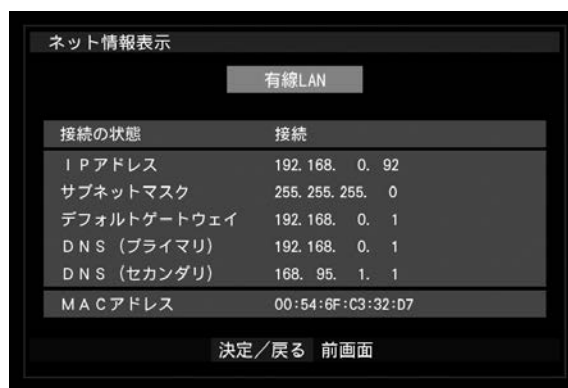 ネット情報表示
有線LAN
接続の状態 接続
IPアドレス 192.168. 0. 92
サブネットマスク 255.255.255. 0
デフォルトゲートウェイ 192.168. 0. 1
DNS(プライマリ) 192.168. 0. 1
DNS(セカンダリ) 168. 95. 1. 1
MACアドレス 00:54:6F:C3:32:D7
決定/戻る 前画面